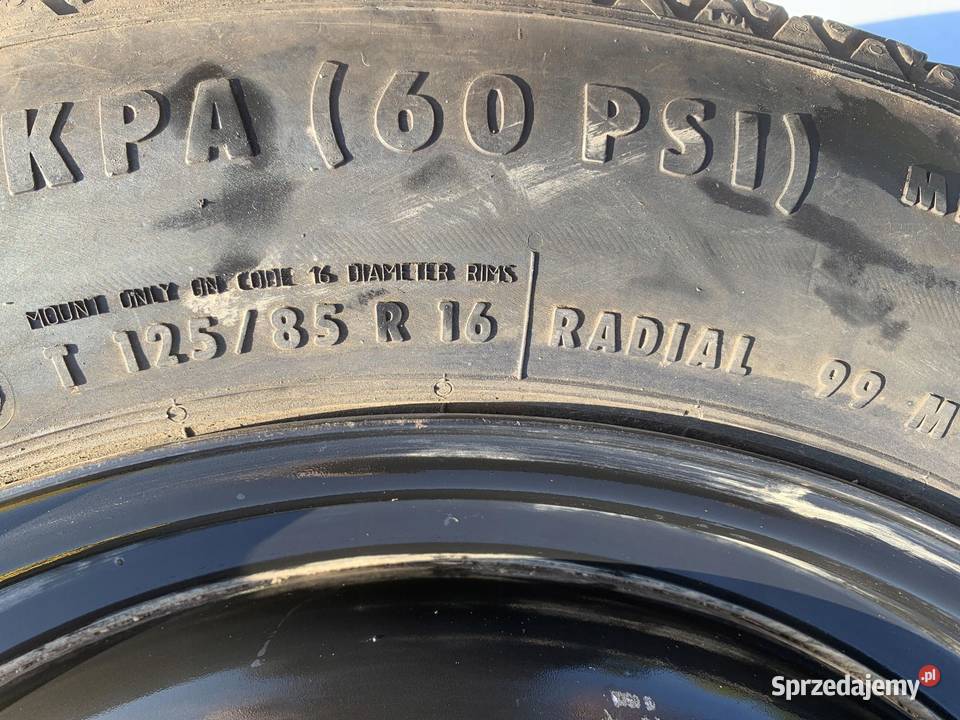 KPA (60 PSI)
MOUNT ONLY ON CODE 16 DIAMETER RIMS
T 125/85 R 16 RADIAL 99 M
Sprzedajemy.pl